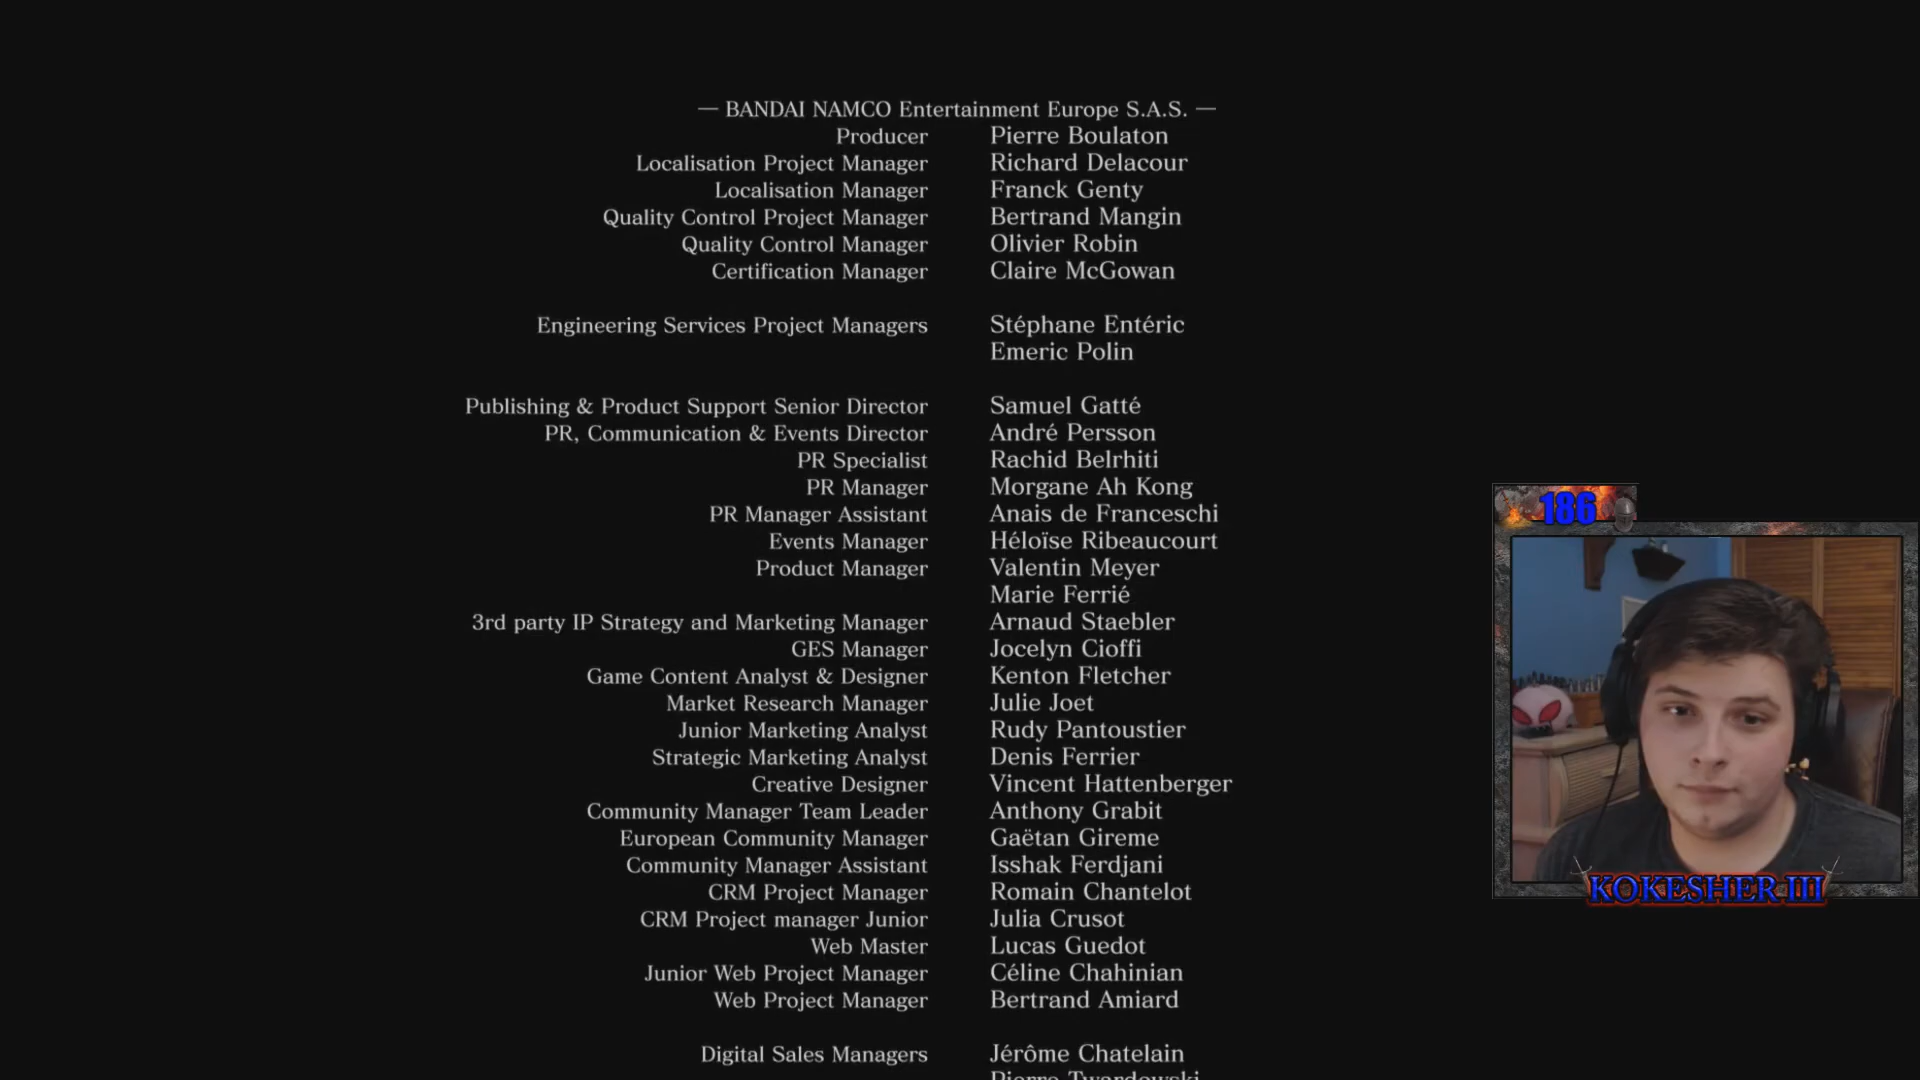 — BANDAI NAMCO Entertainment Europe S.A.S. —
Producer Pierre Boulaton
Localisation Project Manager Richard Delacour
Localisation Manager Franck Genty
Quality Control Project Manager Bertrand Mangin
Quality Control Manager Olivier Robin
Certification Manager Claire McGowan
Engineering Services Project Managers Stéphane Entéric
Emeric Polin
Publishing & Product Support Senior Director Samuel Gatté
PR, Communication & Events Director André Persson
PR Specialist Rachid Belrhiti
PR Manager Morgane Ah Kong
PR Manager Assistant Anais de Franceschi
Events Manager Héloïse Ribeaucourt
Product Manager Valentin Meyer
Marie Ferrié
3rd party IP Strategy and Marketing Manager Arnaud Staebler
GES Manager Jocelyn Cioffi
Game Content Analyst & Designer Kenton Fletcher
Market Research Manager Julie Joet
Junior Marketing Analyst Rudy Pantoustier
Strategic Marketing Analyst Denis Ferrier
Creative Designer Vincent Hattenberger
Community Manager Team Leader Anthony Grabit
European Community Manager Gaëtan Gireme
Community Manager Assistant Isshak Ferdjani
CRM Project Manager Romain Chantelot
CRM Project manager Junior Julia Crusot
Web Master Lucas Guedot
Junior Web Project Manager Céline Chahinian
Web Project Manager Bertrand Amiard
Digital Sales Managers Jérôme Chatelain
Pierre Twardowski
186
KOKESHER III